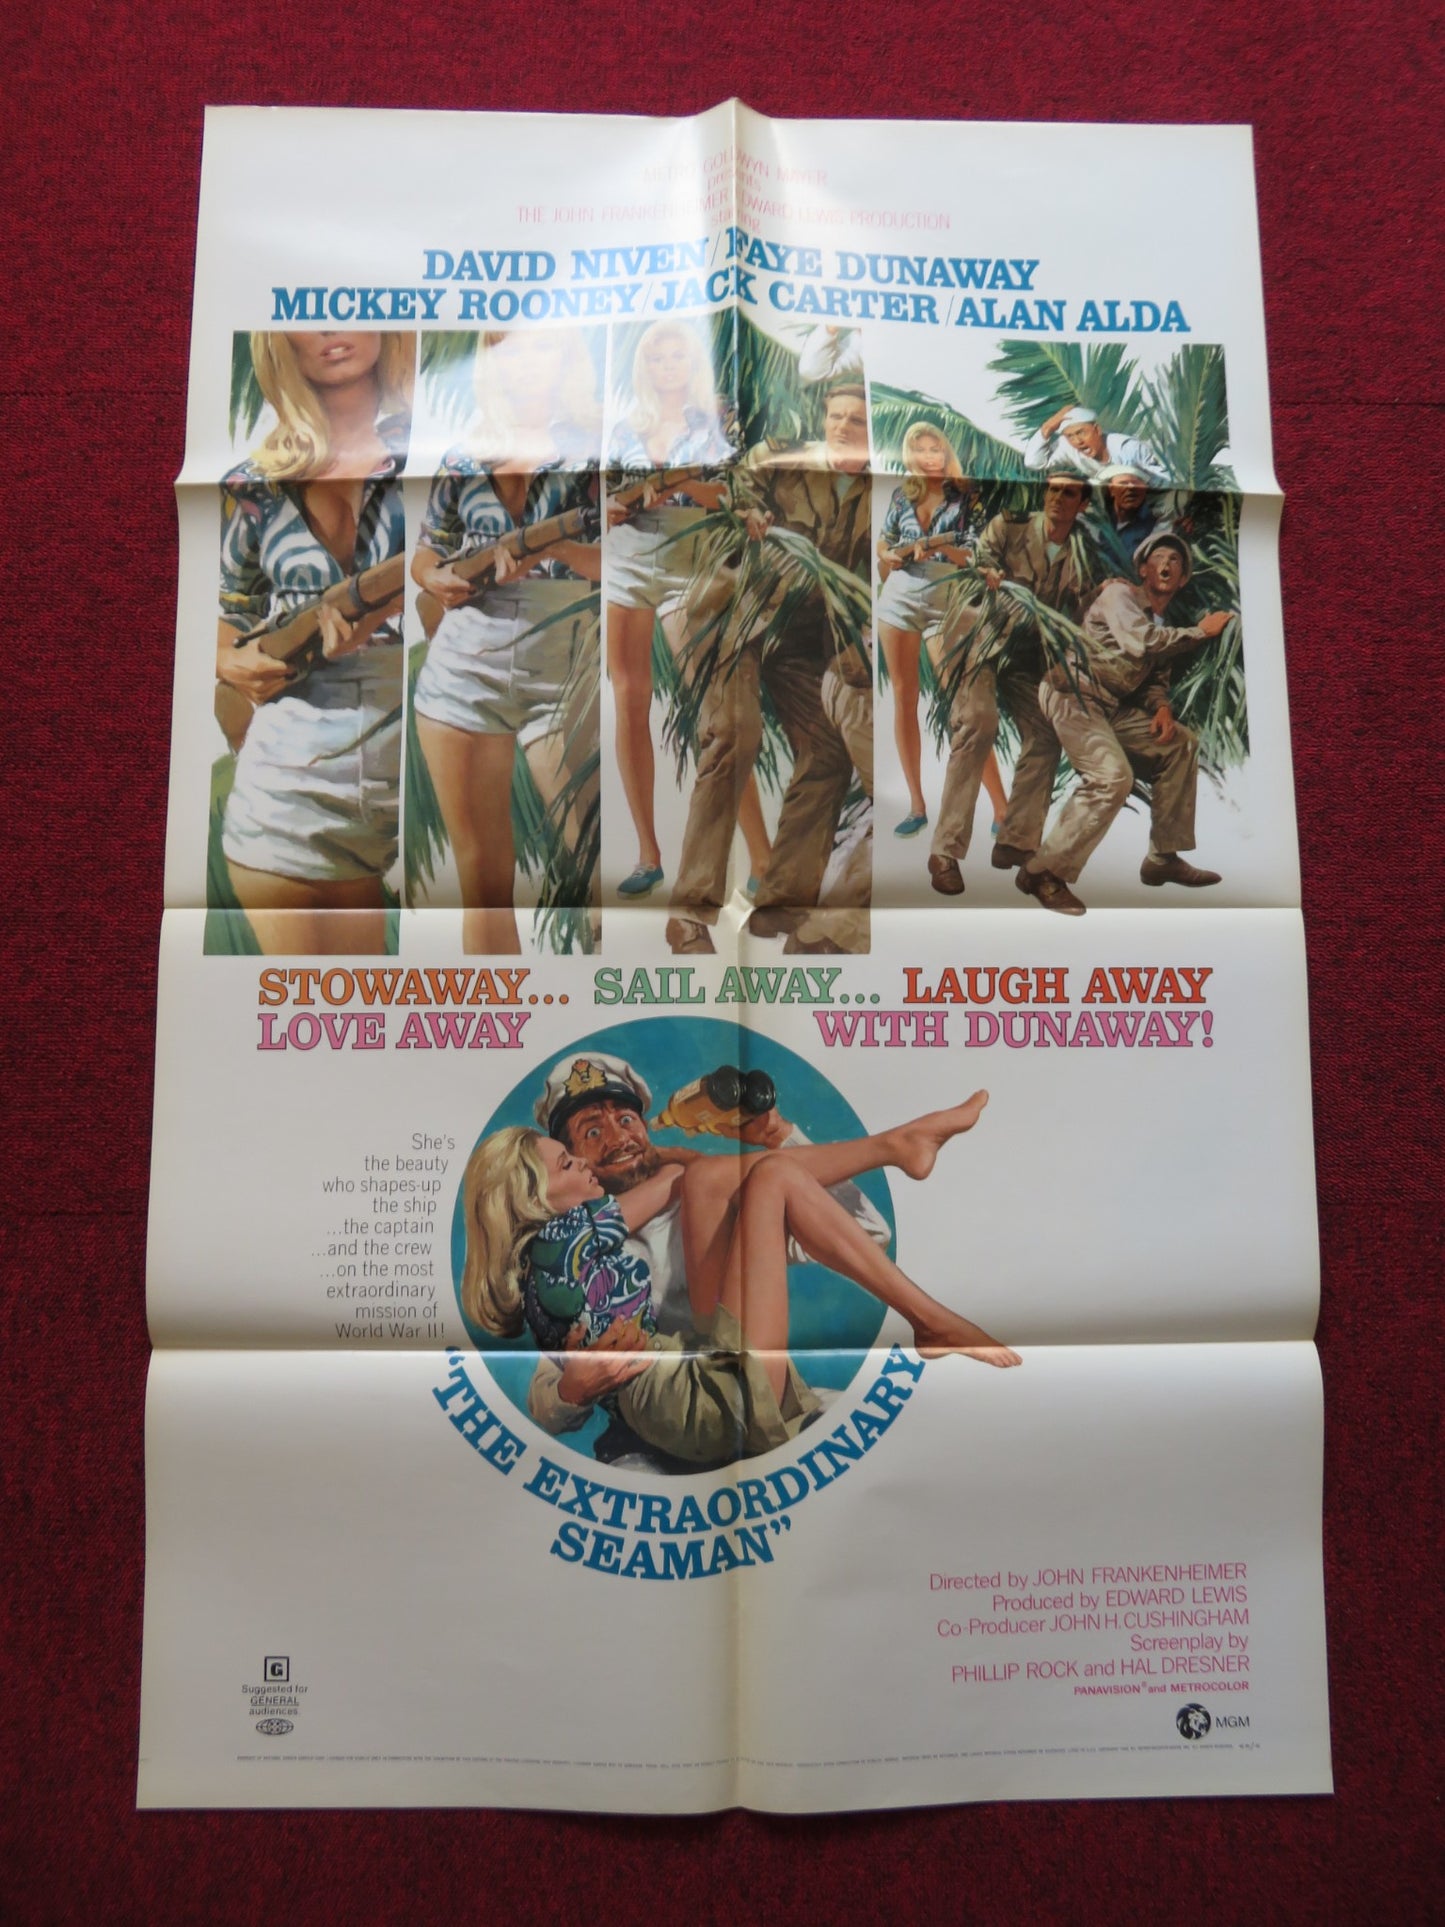 METRO GOLDWYN MAYER
presents
THE JOHN FRANKENHEIMER EDWARD LEWIS PRODUCTION
starring
DAVID NIVEN/FAYE DUNAWAY
MICKEY ROONEY/JACK CARTER/ALAN ALDA
STOWAWAY... SAIL AWAY... LAUGH AWAY
LOVE AWAY WITH DUNAWAY!
She's
the beauty
who shapes-up
the ship
...the captain
...and the crew
...on the most
extraordinary
mission of
World War II!
"THE EXTRAORDINARY
SEAMAN"
Directed by JOHN FRANKENHEIMER
Produced by EDWARD LEWIS
Co-Producer JOHN H. CUSHINGHAM
Screenplay by
PHILLIP ROCK and HAL DRESNER
PANAVISION® and METROCOLOR
MGM
G
Suggested for
GENERAL
audiences